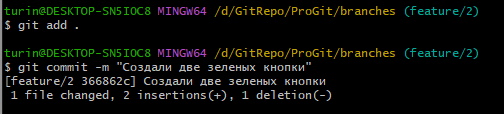 turin@DESKTOP-SN5IOC8 MINGW64 /d/GitRepo/ProGit/branches (feature/2)
$ git add .
turin@DESKTOP-SN5IOC8 MINGW64 /d/GitRepo/ProGit/branches (feature/2)
$ git commit -m "Создали две зеленых кнопки"
[feature/2 366862c] Создали две зеленых кнопки
1 file changed, 2 insertions(+), 1 deletion(-)